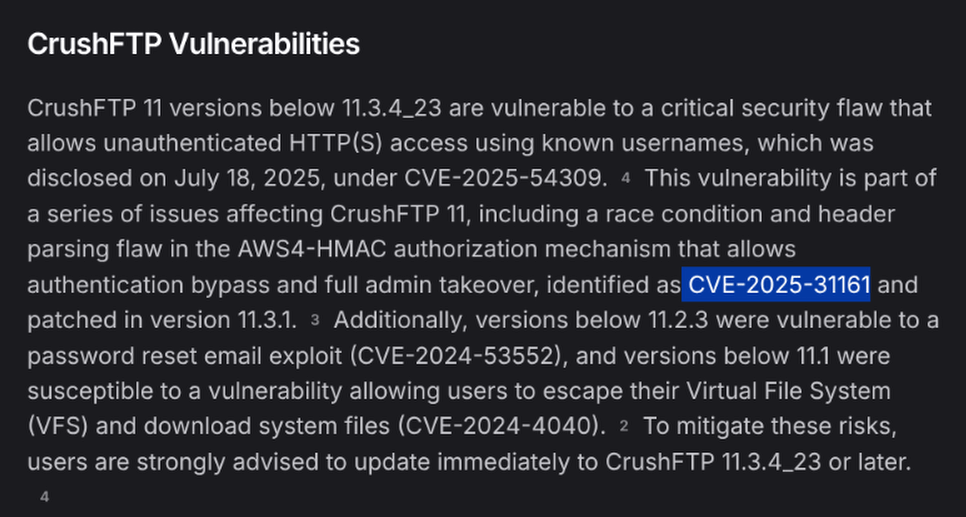 CrushFTP Vulnerabilities
CrushFTP 11 versions below 11.3.4_23 are vulnerable to a critical security flaw that
allows unauthenticated HTTP(S) access using known usernames, which was
disclosed on July 18, 2025, under CVE-2025-54309. 4 This vulnerability is part of
a series of issues affecting CrushFTP 11, including a race condition and header
parsing flaw in the AWS4-HMAC authorization mechanism that allows
authentication bypass and full admin takeover, identified as CVE-2025-31161 and
patched in version 11.3.1. 3 Additionally, versions below 11.2.3 were vulnerable to a
password reset email exploit (CVE-2024-53552), and versions below 11.1 were
susceptible to a vulnerability allowing users to escape their Virtual File System
(VFS) and download system files (CVE-2024-4040). 2 To mitigate these risks,
users are strongly advised to update immediately to CrushFTP 11.3.4_23 or later.
4